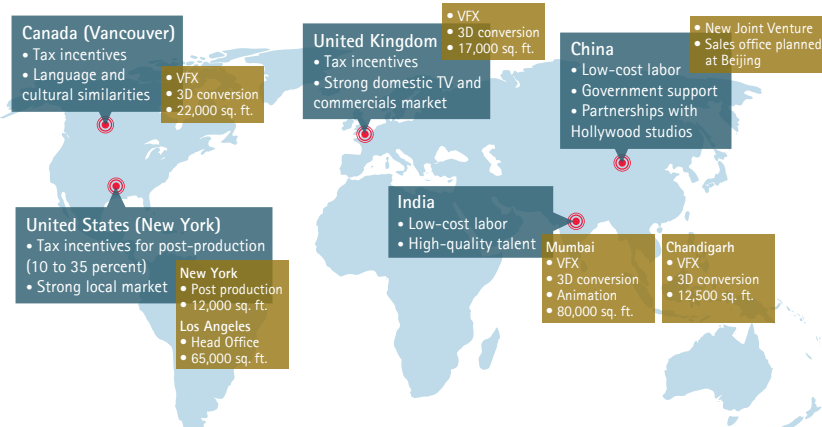 Canada (Vancouver)
• Tax incentives
• Language and
cultural similarities
• VFX
• 3D conversion
• 22,000 sq. ft.
United Kingdom
• Tax incentives
• Strong domestic TV and
commercials market
• VFX
• 3D conversion
• 17,000 sq. ft.
China
• Low-cost labor
• Government support
• Partnerships with
Hollywood studios
• New Joint Venture
• Sales office planned
at Beijing
United States (New York)
• Tax incentives for post-production
(10 to 35 percent)
• Strong local market
New York
• Post production
• 12,000 sq. ft.
Los Angeles
• Head Office
• 65,000 sq. ft.
India
• Low-cost labor
• High-quality talent
Mumbai
• VFX
• 3D conversion
• Animation
• 80,000 sq. ft.
Chandigarh
• VFX
• 3D conversion
• 12,500 sq. ft.